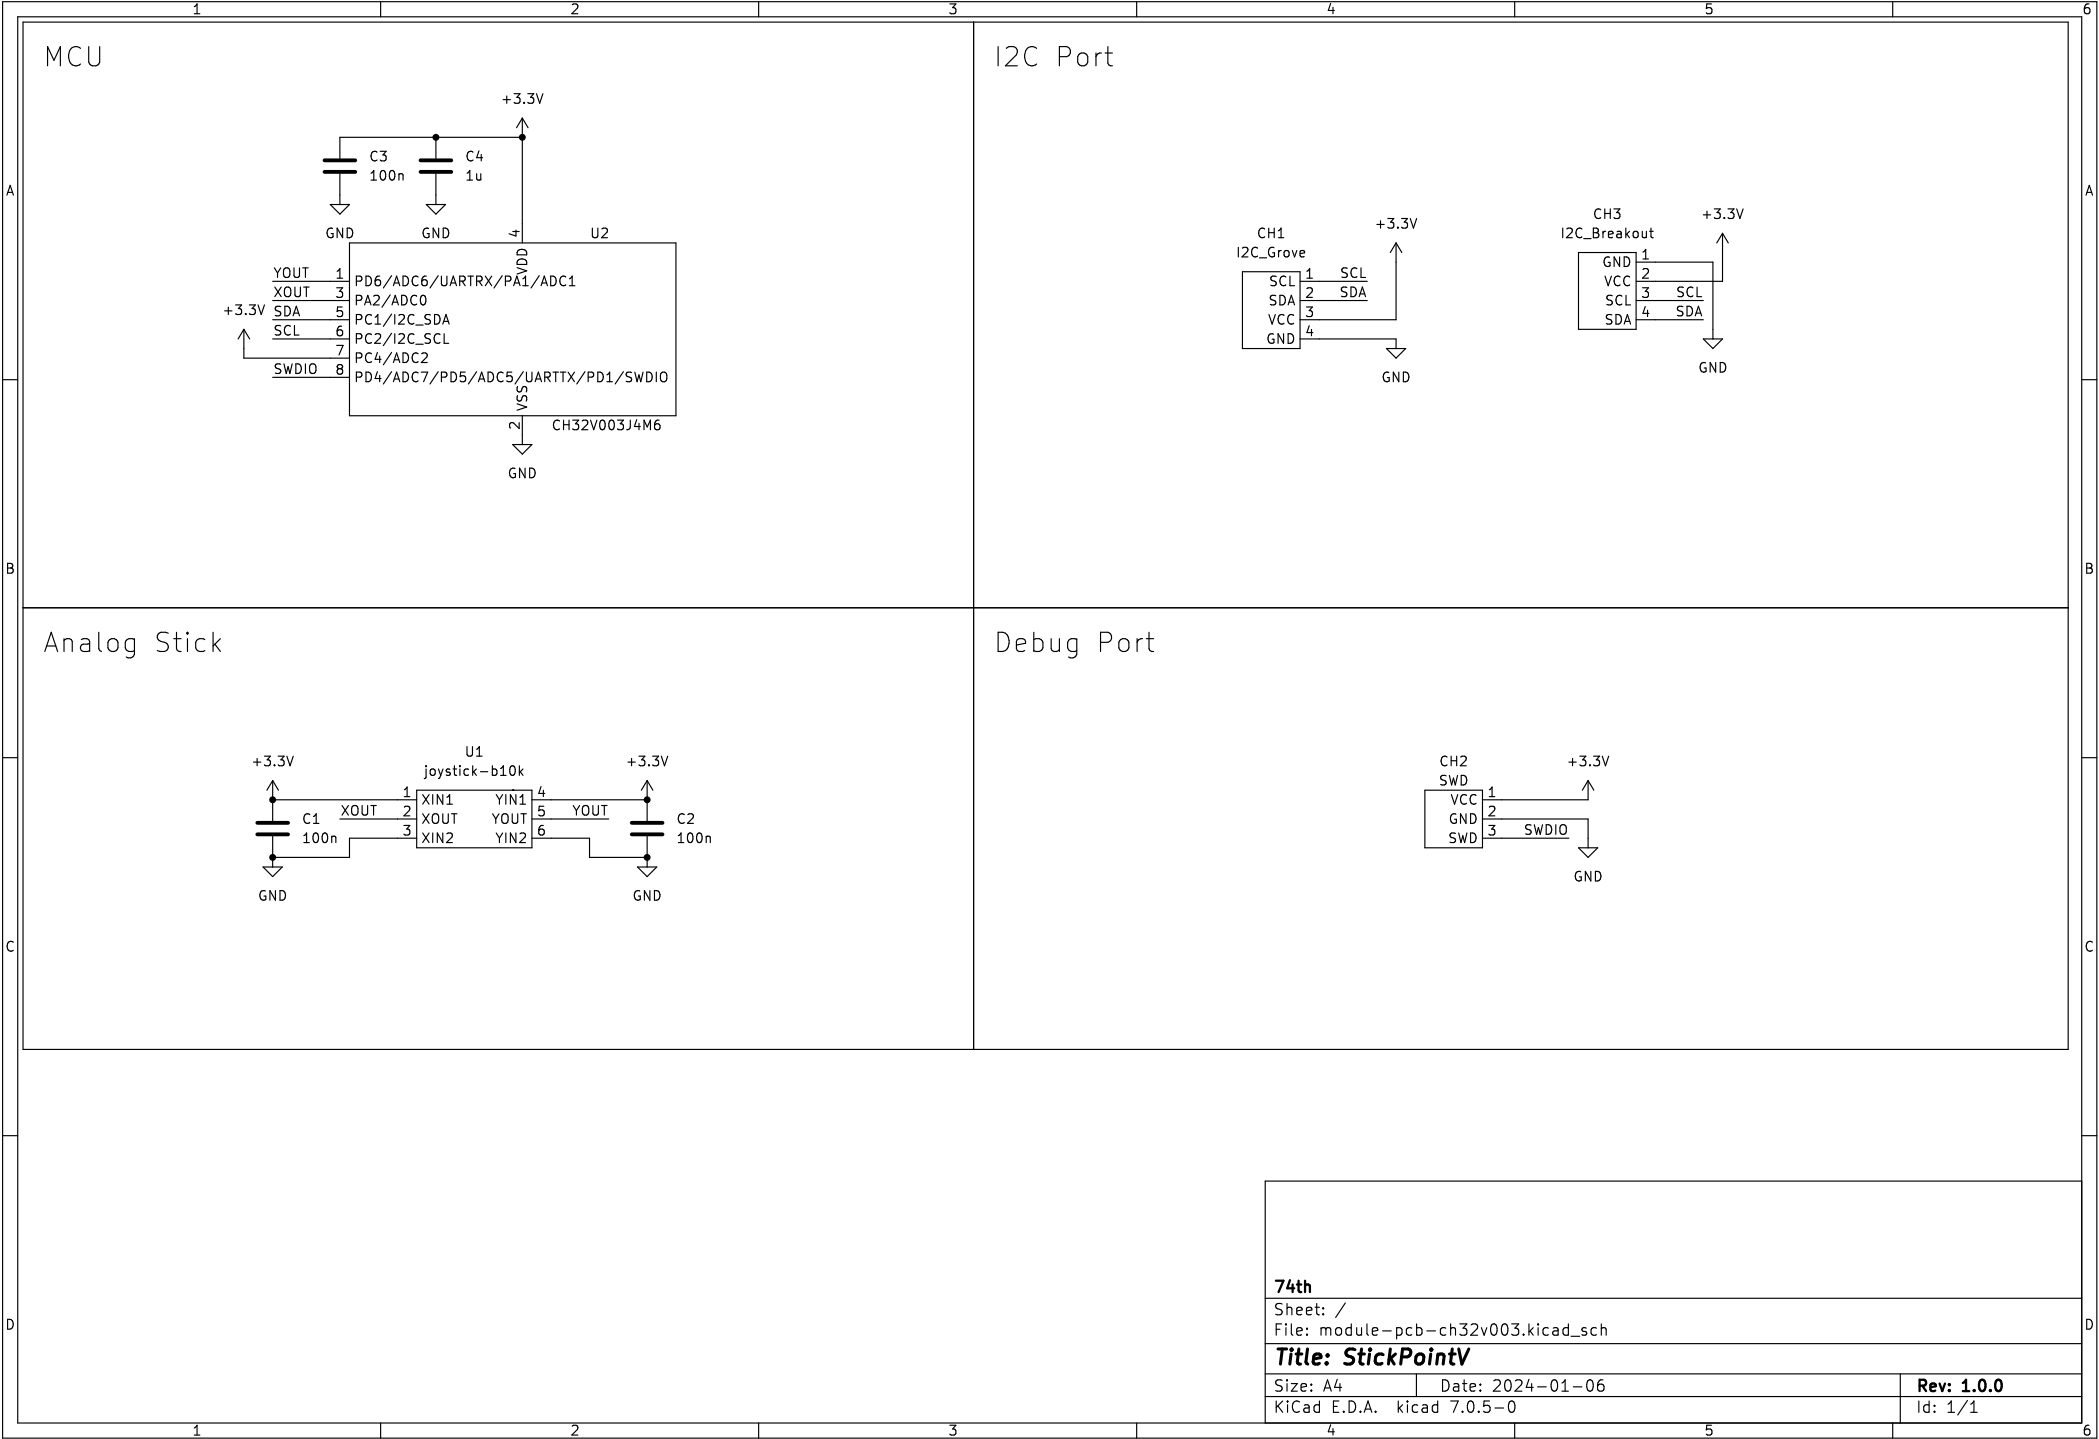 1 2 3 4 5 6
A
B
C
D
MCU
+3.3V
C3
100n
C4
1u
GND
GND
4
U2
VDD
YOUT 1 PD6/ADC6/UARTRX/PA1/ADC1
XOUT 3 PA2/ADC0
+3.3V
SDA 5 PC1/I2C_SDA
SCL 6 PC2/I2C_SCL
7 PC4/ADC2
SWDIO 8 PD4/ADC7/PD5/ADC5/UARTTX/PD1/SWDIO
VSS
2
CH32V003J4M6
GND
I2C Port
CH1
I2C_Grove
+3.3V
SCL 1 SCL
SDA 2 SDA
VCC 3
GND 4
GND
CH3
I2C_Breakout
+3.3V
GND 1
VCC 2
SCL 3 SCL
SDA 4 SDA
GND
Analog Stick
+3.3V
U1
joystick-b10k
+3.3V
1 XIN1 YIN1 4
XOUT 2 XOUT YOUT 5 YOUT
3 XIN2 YIN2 6
C1
100n
C2
100n
GND
GND
Debug Port
CH2
SWD
+3.3V
VCC 1
GND 2
SWD 3 SWDIO
GND
74th
Sheet: /
File: module-pcb-ch32v003.kicad_sch
Title: StickPointV
Size: A4 Date: 2024-01-06 Rev: 1.0.0
KiCad E.D.A. kicad 7.0.5-0 Id: 1/1
A
B
C
D
1 2 3 4 5 6